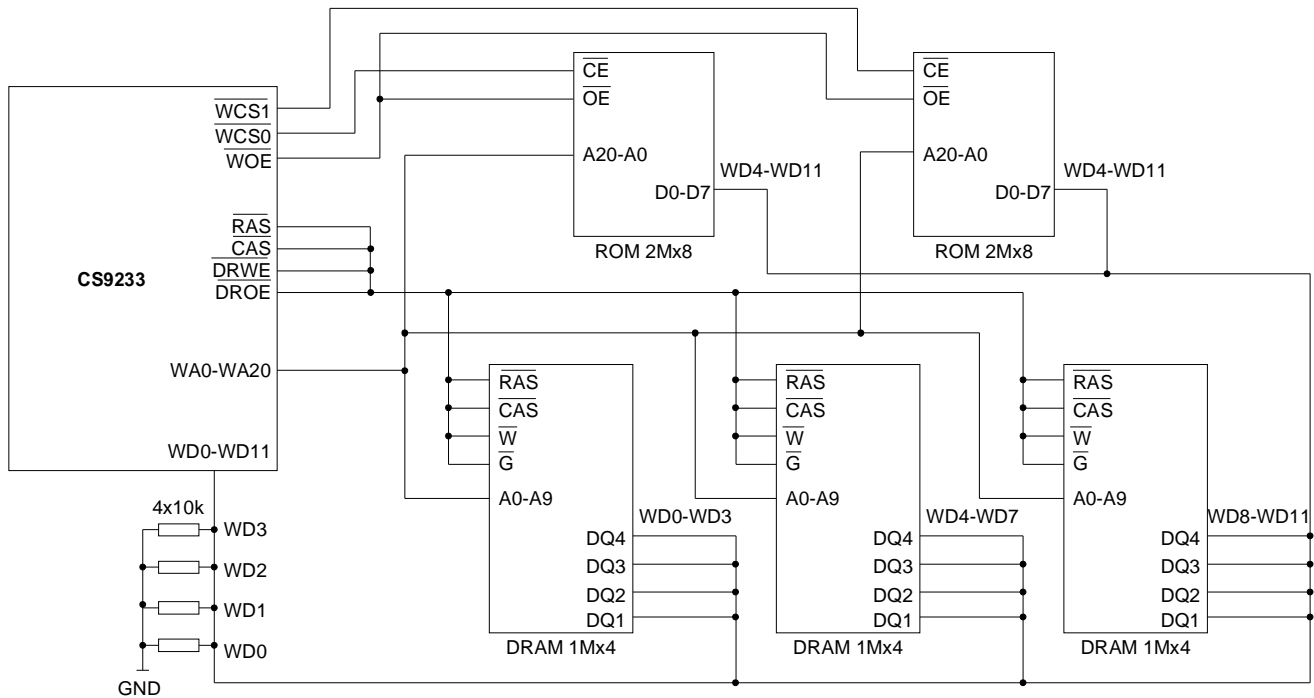 CS9233
WCS1
WCS0
WOE
RAS
CAS
DRWE
DROE
WA0-WA20
WD0-WD11
4x10k
WD3
WD2
WD1
WD0
GND
CE
OE
A20-A0
D0-D7
WD4-WD11
ROM 2Mx8
CE
OE
A20-A0
D0-D7
WD4-WD11
ROM 2Mx8
RAS
CAS
W
G
A0-A9
WD0-WD3
DQ4
DQ3
DQ2
DQ1
DRAM 1Mx4
RAS
CAS
W
G
A0-A9
WD4-WD7
DQ4
DQ3
DQ2
DQ1
DRAM 1Mx4
RAS
CAS
W
G
A0-A9
WD8-WD11
DQ4
DQ3
DQ2
DQ1
DRAM 1Mx4